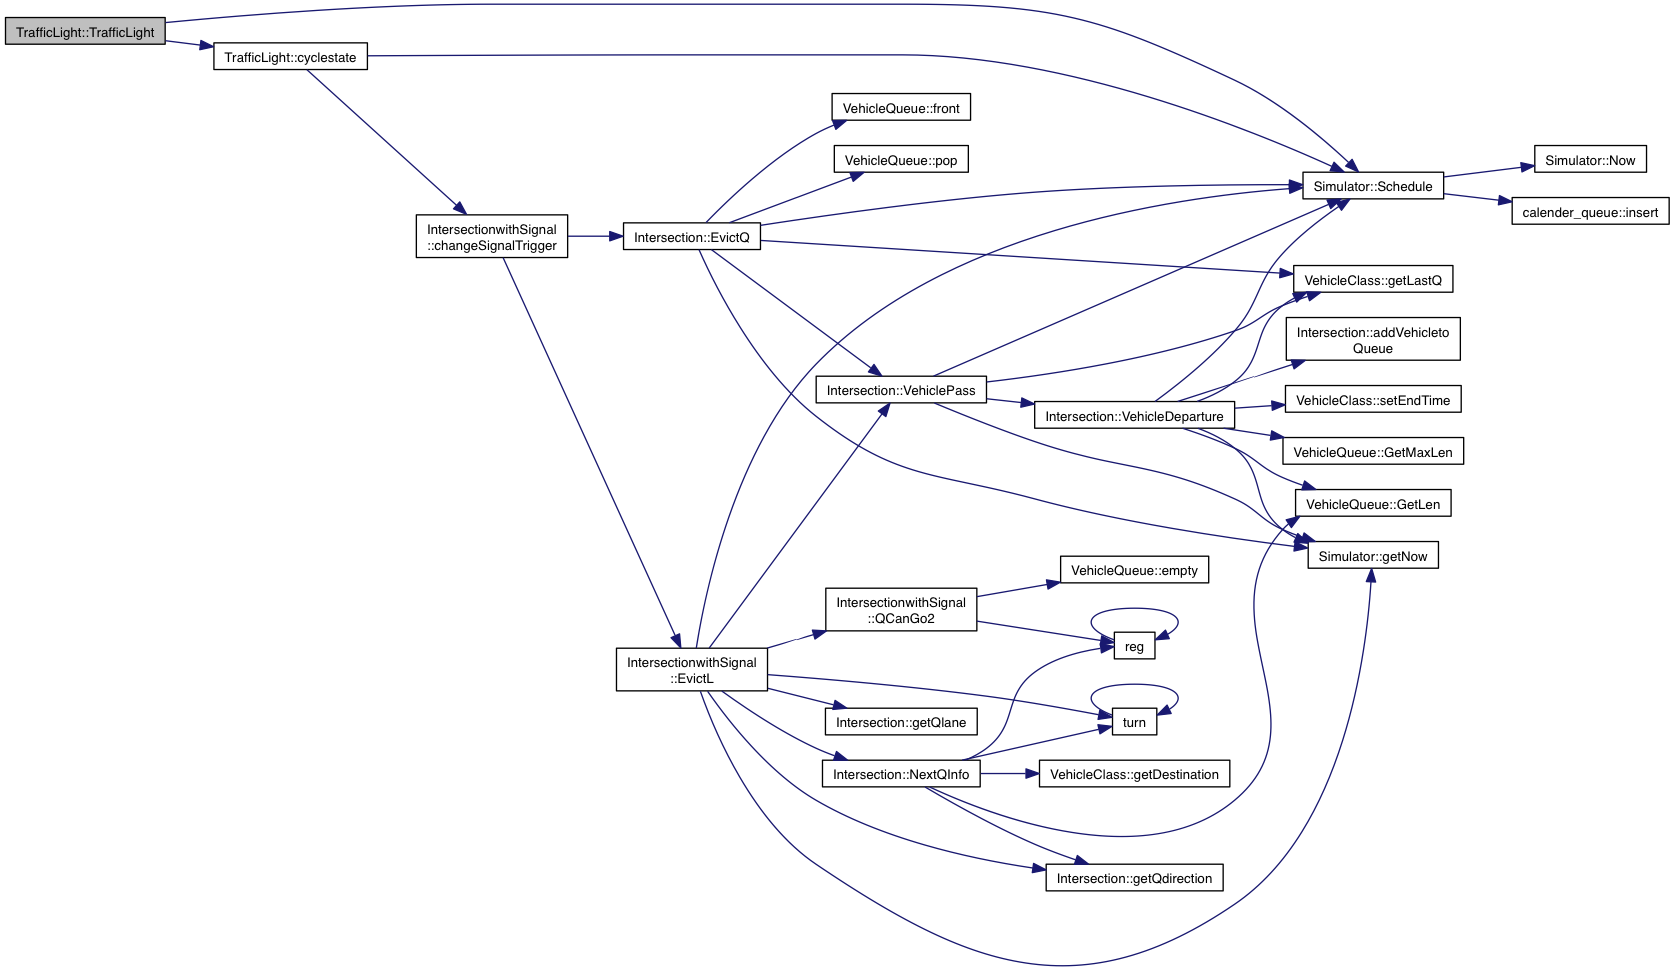 TrafficLight::TrafficLight
TrafficLight::cyclestate
VehicleQueue::front
VehicleQueue::pop
Simulator::Now
Simulator::Schedule
calender_queue::insert
IntersectionwithSignal
::changeSignalTrigger
Intersection::EvictQ
VehicleClass::getLastQ
Intersection::addVehicleto
Queue
Intersection::VehiclePass
VehicleClass::setEndTime
Intersection::VehicleDeparture
VehicleQueue::GetMaxLen
VehicleQueue::GetLen
Simulator::getNow
VehicleQueue::empty
IntersectionwithSignal
::QCanGo2
reg
IntersectionwithSignal
::EvictL
Intersection::getQlane
turn
Intersection::NextQInfo
VehicleClass::getDestination
Intersection::getQdirection